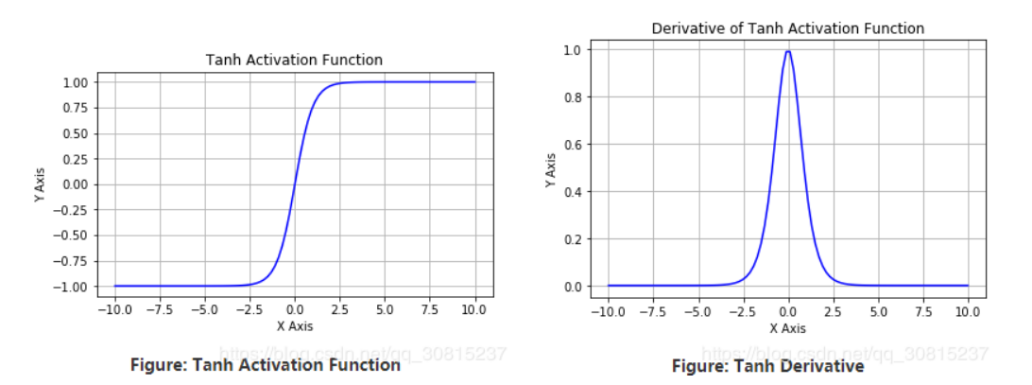 Tanh Activation Function
1.00
0.75
0.50
0.25
0.00
−0.25
−0.50
−0.75
−1.00
Y Axis
−10.0 −7.5 −5.0 −2.5 0.0 2.5 5.0 7.5 10.0
X Axis
https://blog.csdn.net/qq_30815237
Figure: Tanh Activation Function
Derivative of Tanh Activation Function
1.0
0.8
0.6
0.4
0.2
0.0
Y Axis
−10.0 −7.5 −5.0 −2.5 0.0 2.5 5.0 7.5 10.0
X Axis
https://blog.csdn.net/qq_30815237
Figure: Tanh Derivative